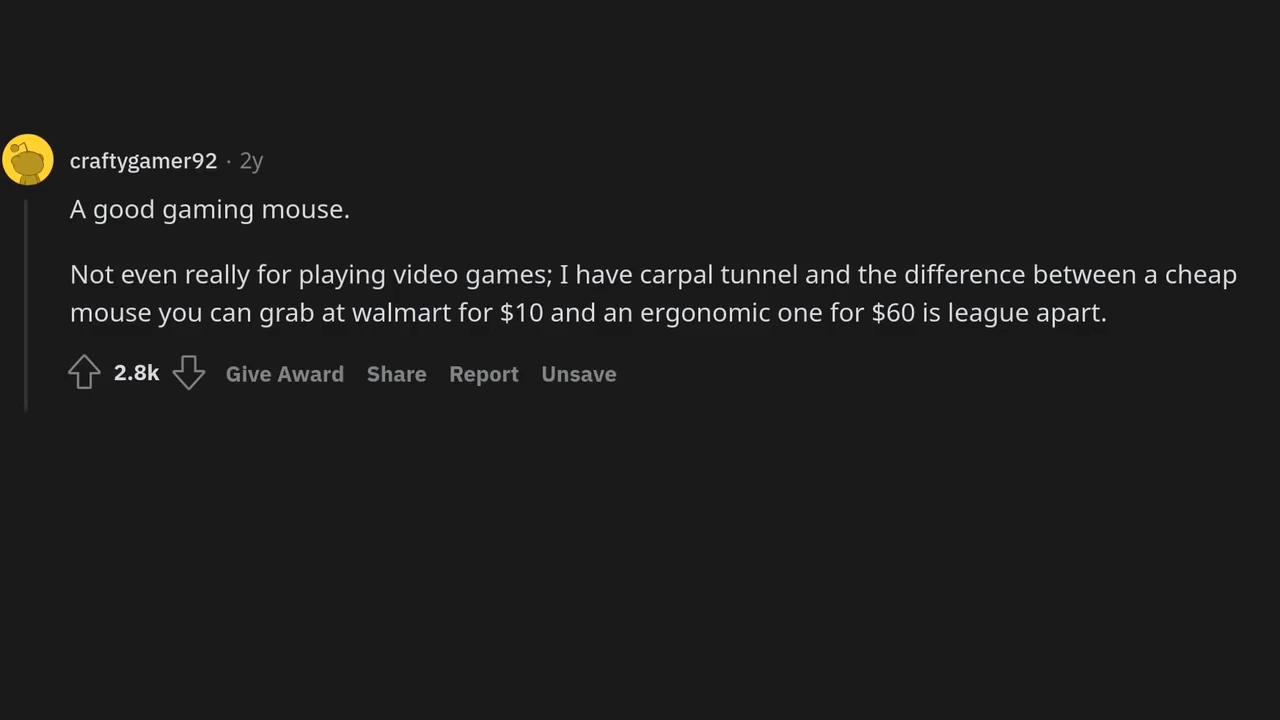 craftygamer92 · 2y
A good gaming mouse.
Not even really for playing video games; I have carpal tunnel and the difference between a cheap
mouse you can grab at walmart for $10 and an ergonomic one for $60 is league apart.
2.8k Give Award Share Report Unsave